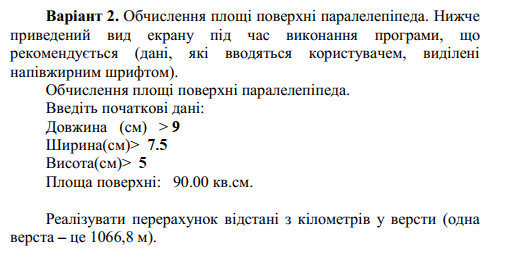 Варіант 2. Обчислення площі поверхні паралелепіпеда. Нижче
приведений вид екрану під час виконання програми, що
рекомендується (дані, які вводяться користувачем, виділені
напівжирним шрифтом).
Обчислення площі поверхні паралелепіпеда.
Введіть початкові дані:
Довжина (см) > 9
Ширина(см)> 7.5
Висота(см)> 5
Площа поверхні: 90.00 кв.см.
Реалізувати перерахунок відстані з кілометрів у версти (одна
верста – це 1066,8 м).